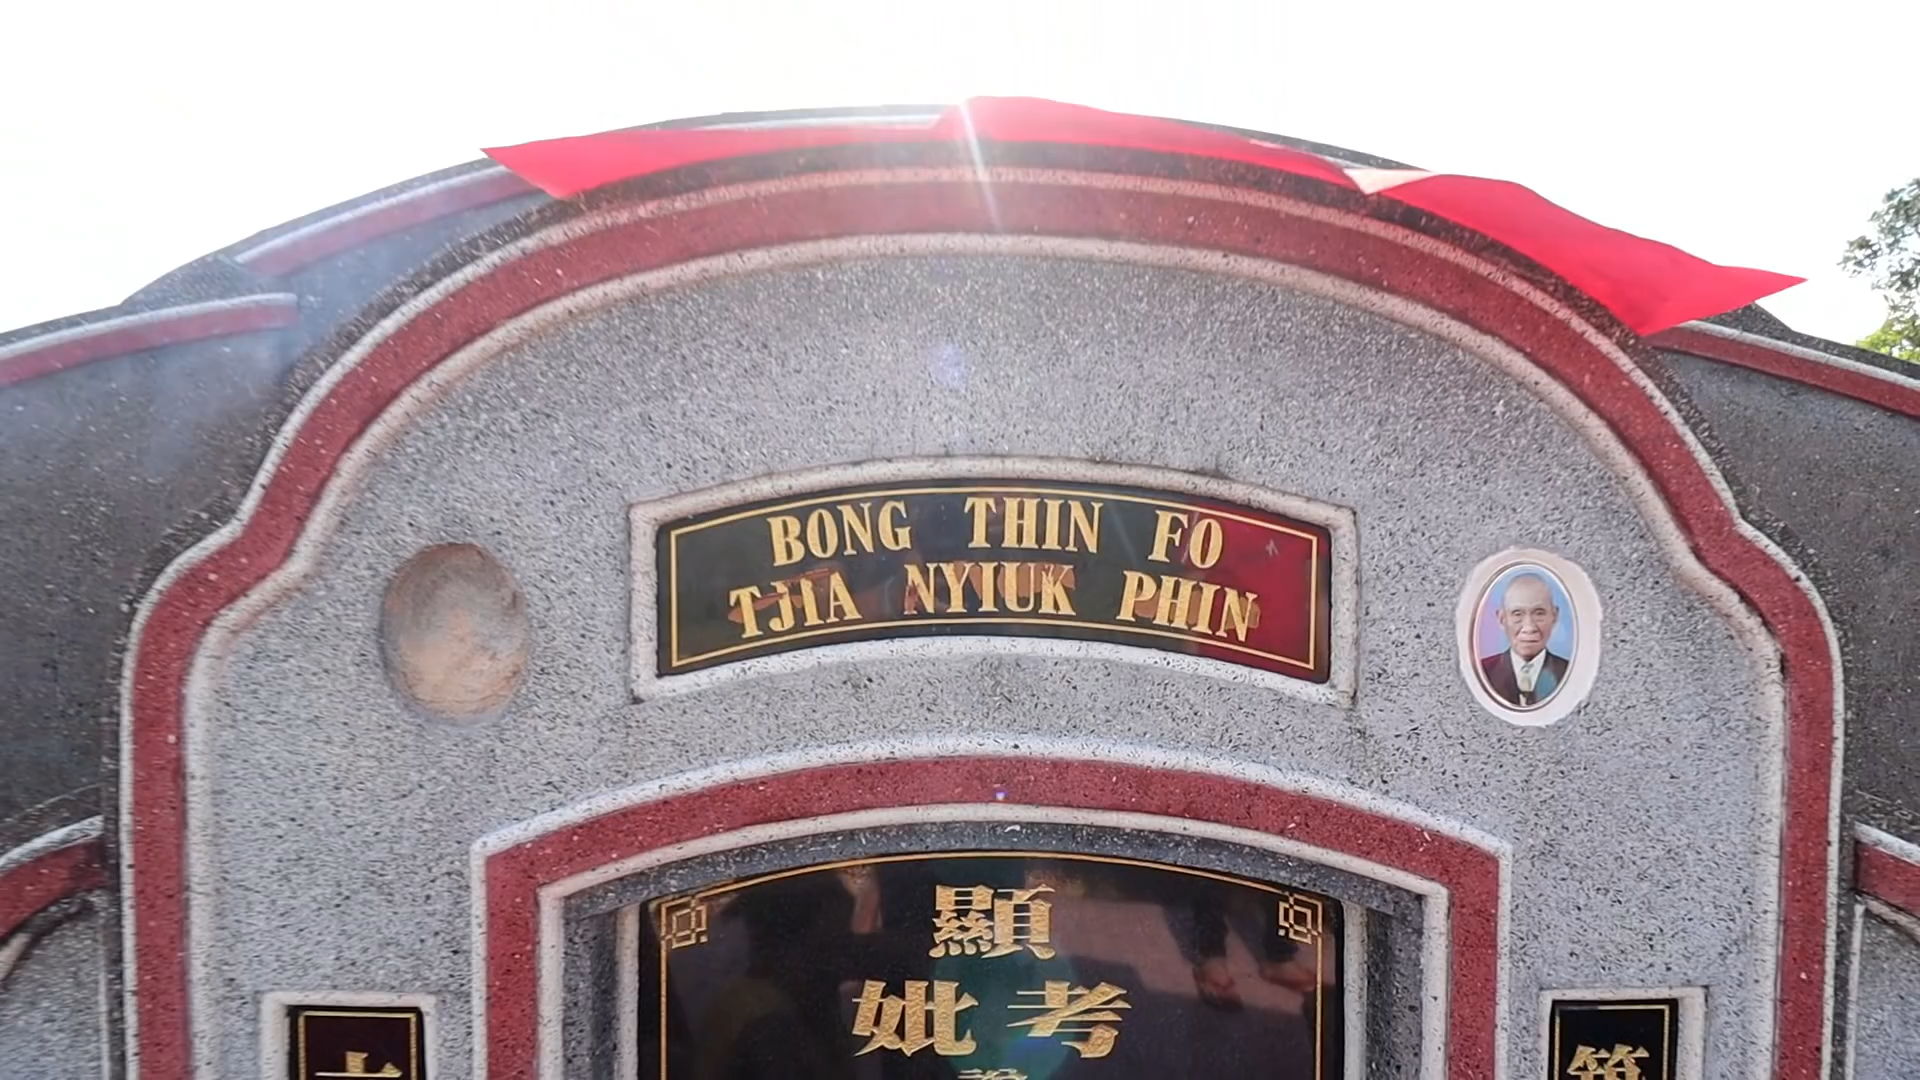 BONG THIN FO
TJIA NYIUK PHIN
顯
妣 考